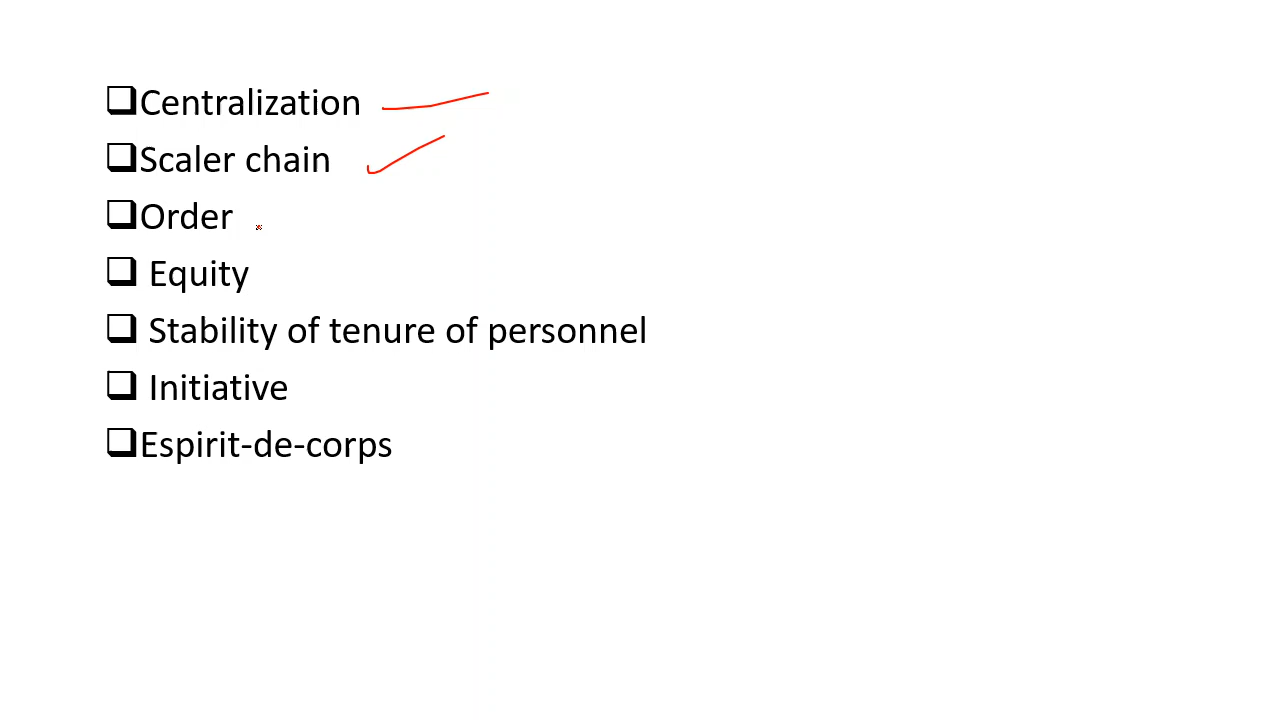 Centralization
Scaler chain
Order
Equity
Stability of tenure of personnel
Initiative
Espirit-de-corps